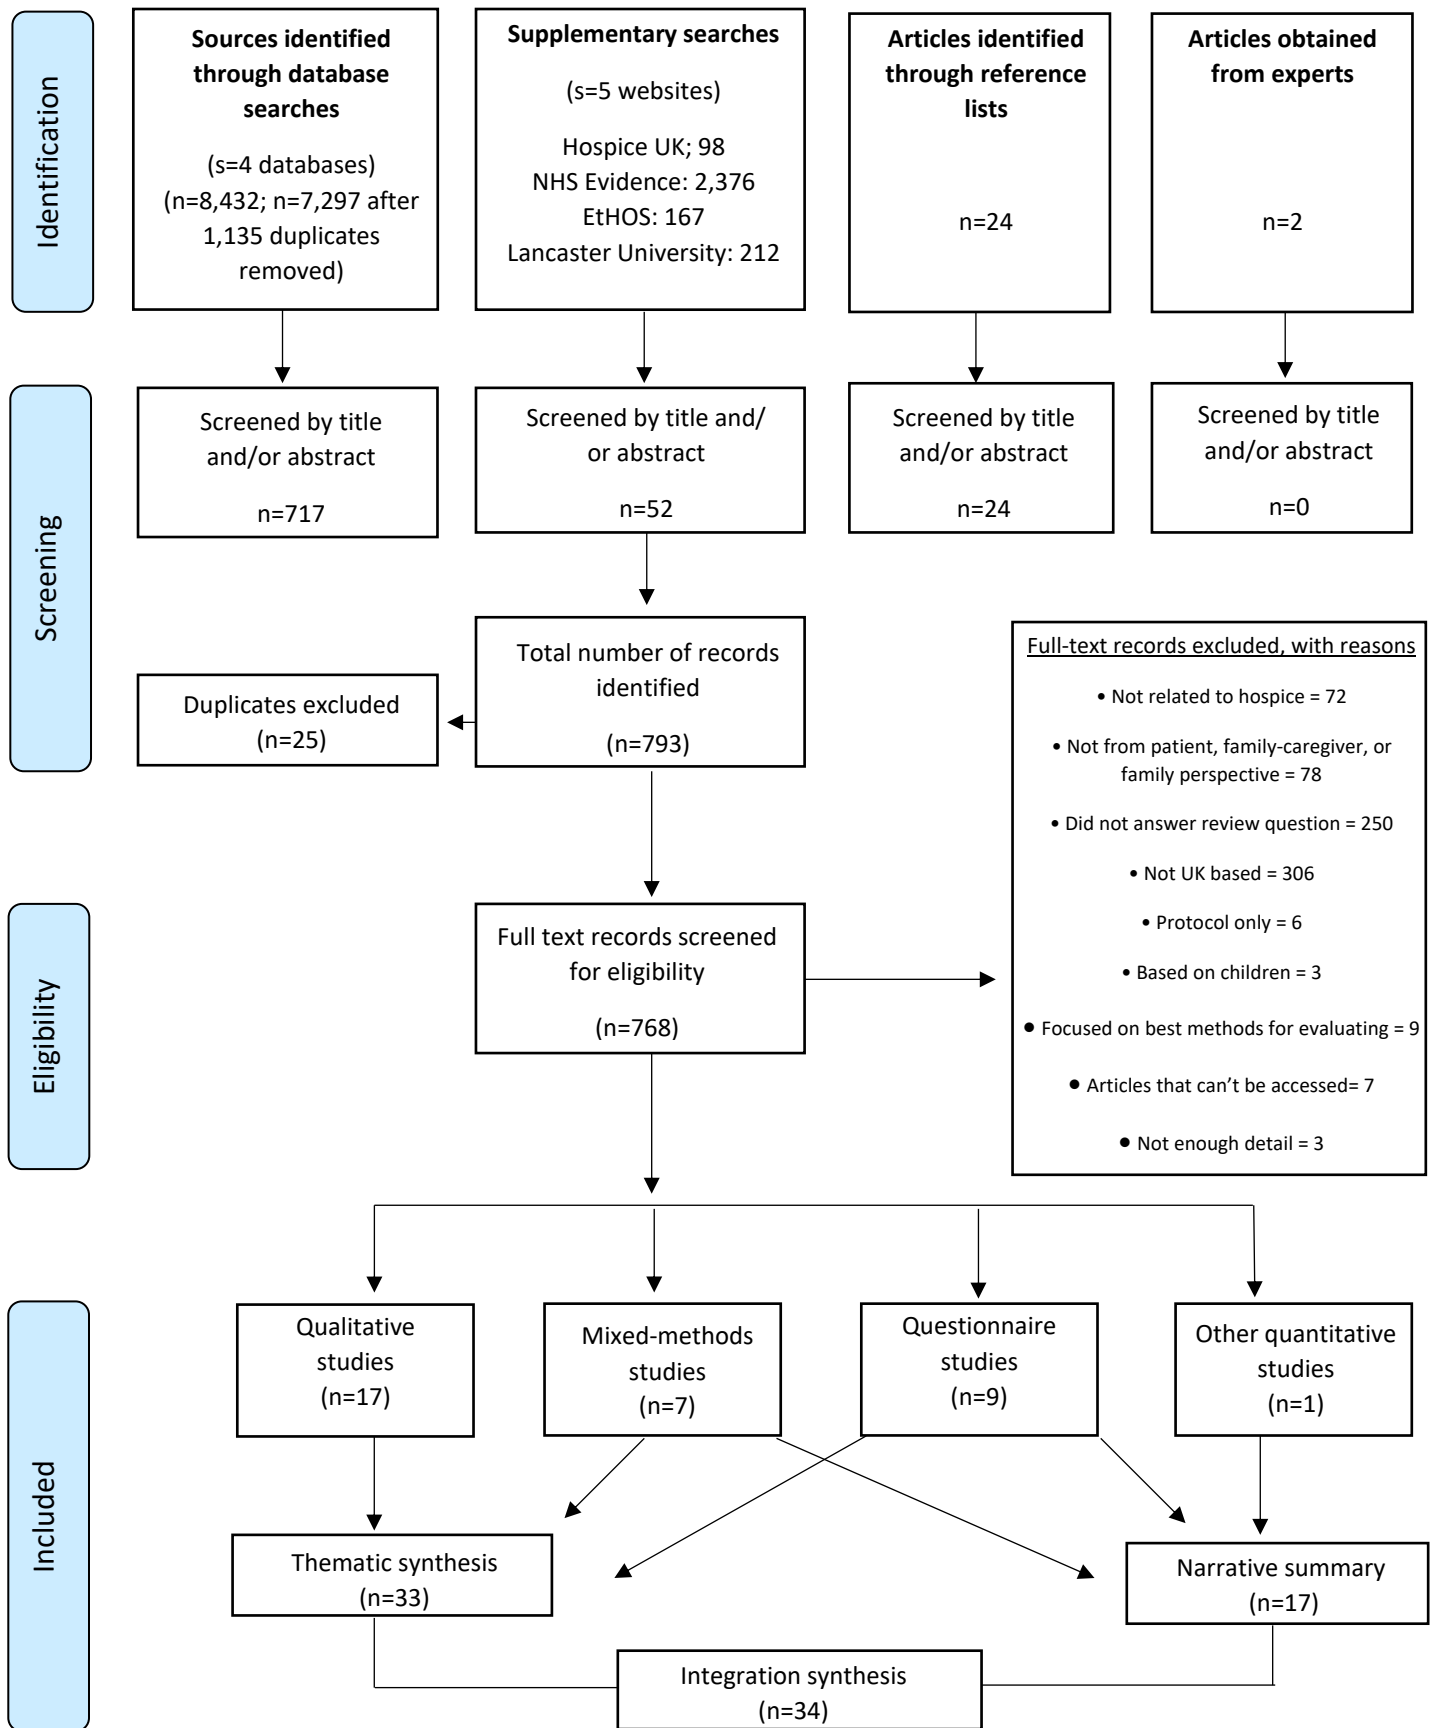 Identification
Sources identified
through database
searches
(s=4 databases)
(n=8,432; n=7,297 after
1,135 duplicates
removed)
Supplementary searches
(s=5 websites)
Hospice UK; 98
NHS Evidence: 2,376
EtHOS: 167
Lancaster University: 212
Articles identified
through reference
lists
n=24
Articles obtained
from experts
n=2
Screening
Screened by title
and/or abstract
n=717
Screened by title and/
or abstract
n=52
Screened by title
and/or abstract
n=24
Screened by title
and/or abstract
n=0
Total number of records
identified
(n=793)
Duplicates excluded
(n=25)
Full-text records excluded, with reasons
• Not related to hospice = 72
• Not from patient, family-caregiver, or
family perspective = 78
• Did not answer review question = 250
• Not UK based = 306
• Protocol only = 6
• Based on children = 3
● Focused on best methods for evaluating = 9
● Articles that can’t be accessed= 7
● Not enough detail = 3
Eligibility
Full text records screened
for eligibility
(n=768)
Included
Qualitative
studies
(n=17)
Mixed-methods
studies
(n=7)
Questionnaire
studies
(n=9)
Other quantitative
studies
(n=1)
Thematic synthesis
(n=33)
Narrative summary
(n=17)
Integration synthesis
(n=34)